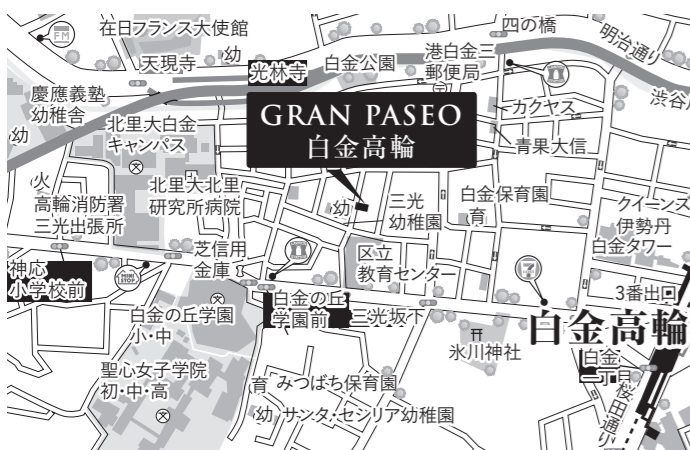 在日フランス大使館
四の橋
明治通り
FM
幼
天現寺
光林寺
白金公園
港白金三
郵便局
渋谷川
慶應義塾
幼稚舎
幼
北里大白金
キャンパス
GRAN PASEO
白金高輪
カクヤス
青果大信
火
高輪消防署
三光出張所
北里大北里
研究所病院
幼
三光
幼稚園
白金保育園
育
クイーンズ
伊勢丹
白金タワー
神応
小学校前
MINI
STOP
芝信用
金庫
区立
教育センター
7
3番出口
白金高輪
白金の丘学園
小・中
白金の丘
学園前
三光坂下
氷川神社
白金
一丁目
桜田通り
聖心女子学院
初・中・高
育
みつばち保育園
幼
サンタ・セシリア幼稚園